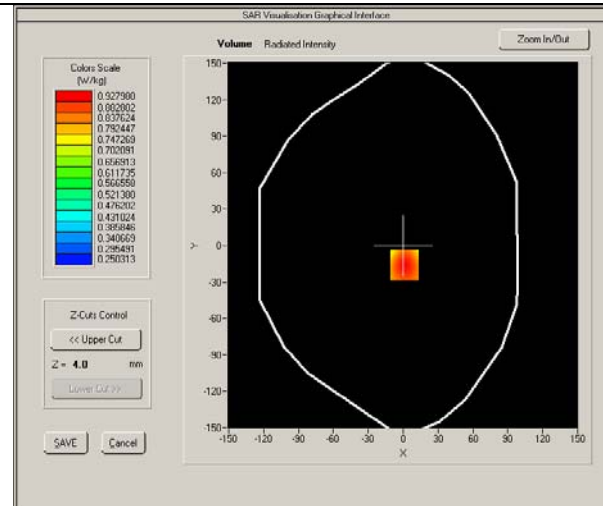 SAR Visualisation Graphical Interface
Volume Radiated Intensity
Zoom In/Out
Colors Scale
(W/kg)
0.927980
0.882802
0.837624
0.792447
0.747269
0.702091
0.656913
0.611735
0.566558
0.521380
0.476202
0.431024
0.385846
0.340669
0.295491
0.250313
Z-Cuts Control
<< Upper Cut
Z = 4.0 mm
Lower Cut >>
SAVE Cancel
150-
120-
90-
60-
30-
0-
-30-
-60-
-90-
-120-
-150-
Y
-150 -120 -90 -60 -30 0 30 60 90 120 150
X